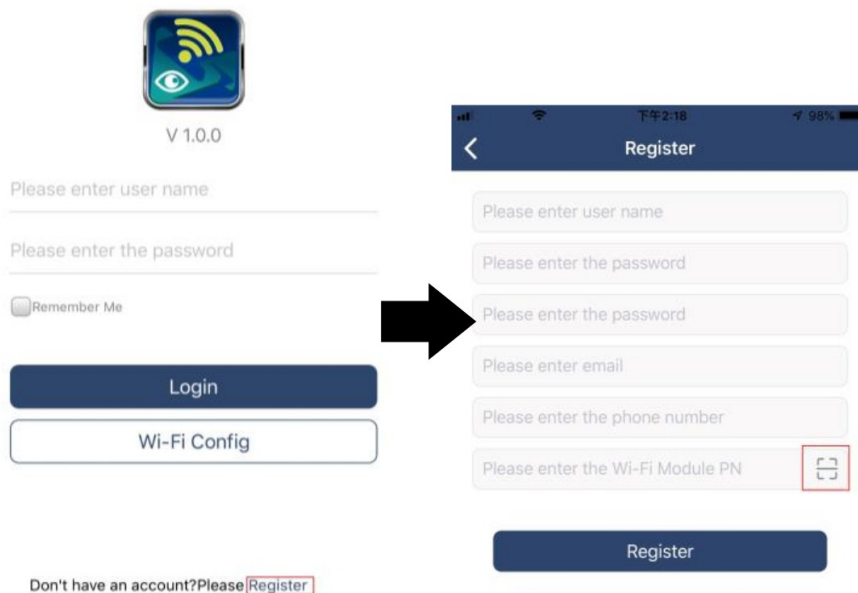 V 1.0.0
Please enter user name
Please enter the password
Remember Me
Login
Wi-Fi Config
Don't have an account?Please Register
下午2:18
98%
Register
Please enter user name
Please enter the password
Please enter the password
Please enter email
Please enter the phone number
Please enter the Wi-Fi Module PN
Register